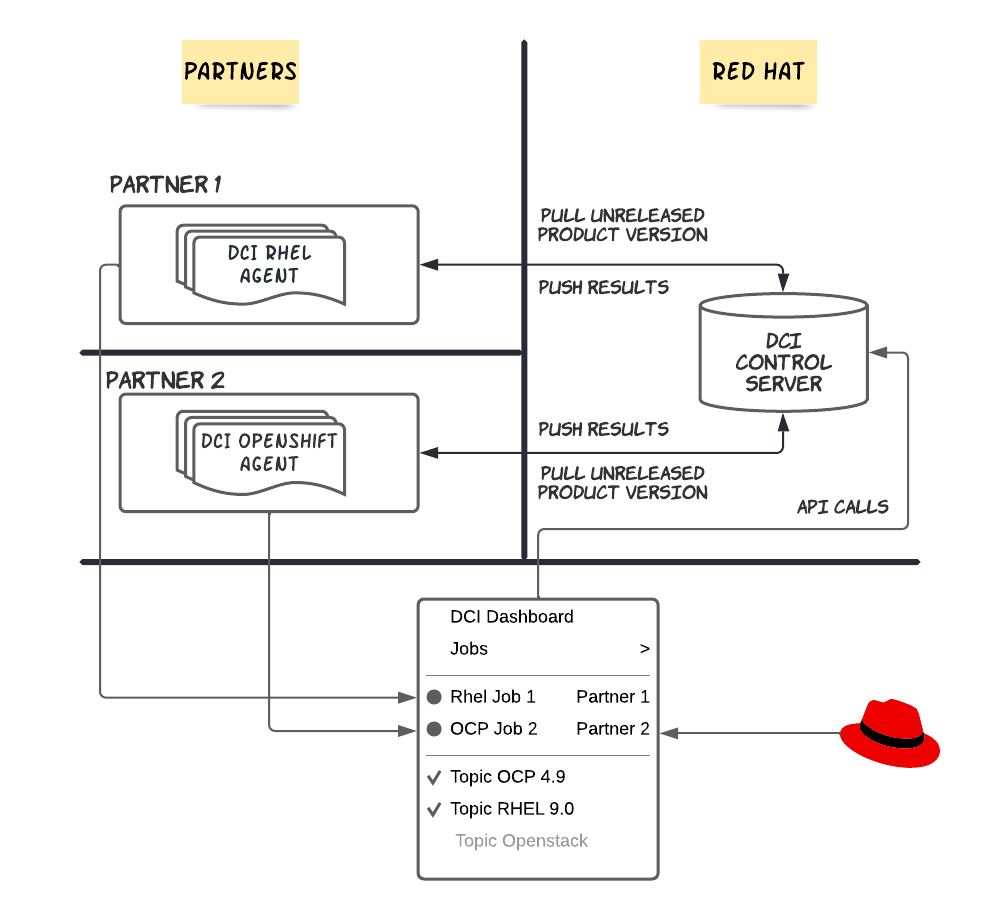 PARTNERS
RED HAT
PARTNER 1
DCI RHEL
AGENT
PULL UNRELEASED
PRODUCT VERSION
PUSH RESULTS
DCI
CONTROL
SERVER
PARTNER 2
DCI OPENSHIFT
AGENT
PUSH RESULTS
PULL UNRELEASED
PRODUCT VERSION
API CALLS
DCI Dashboard
Jobs >
Rhel Job 1 Partner 1
OCP Job 2 Partner 2
Topic OCP 4.9
Topic RHEL 9.0
Topic Openstack